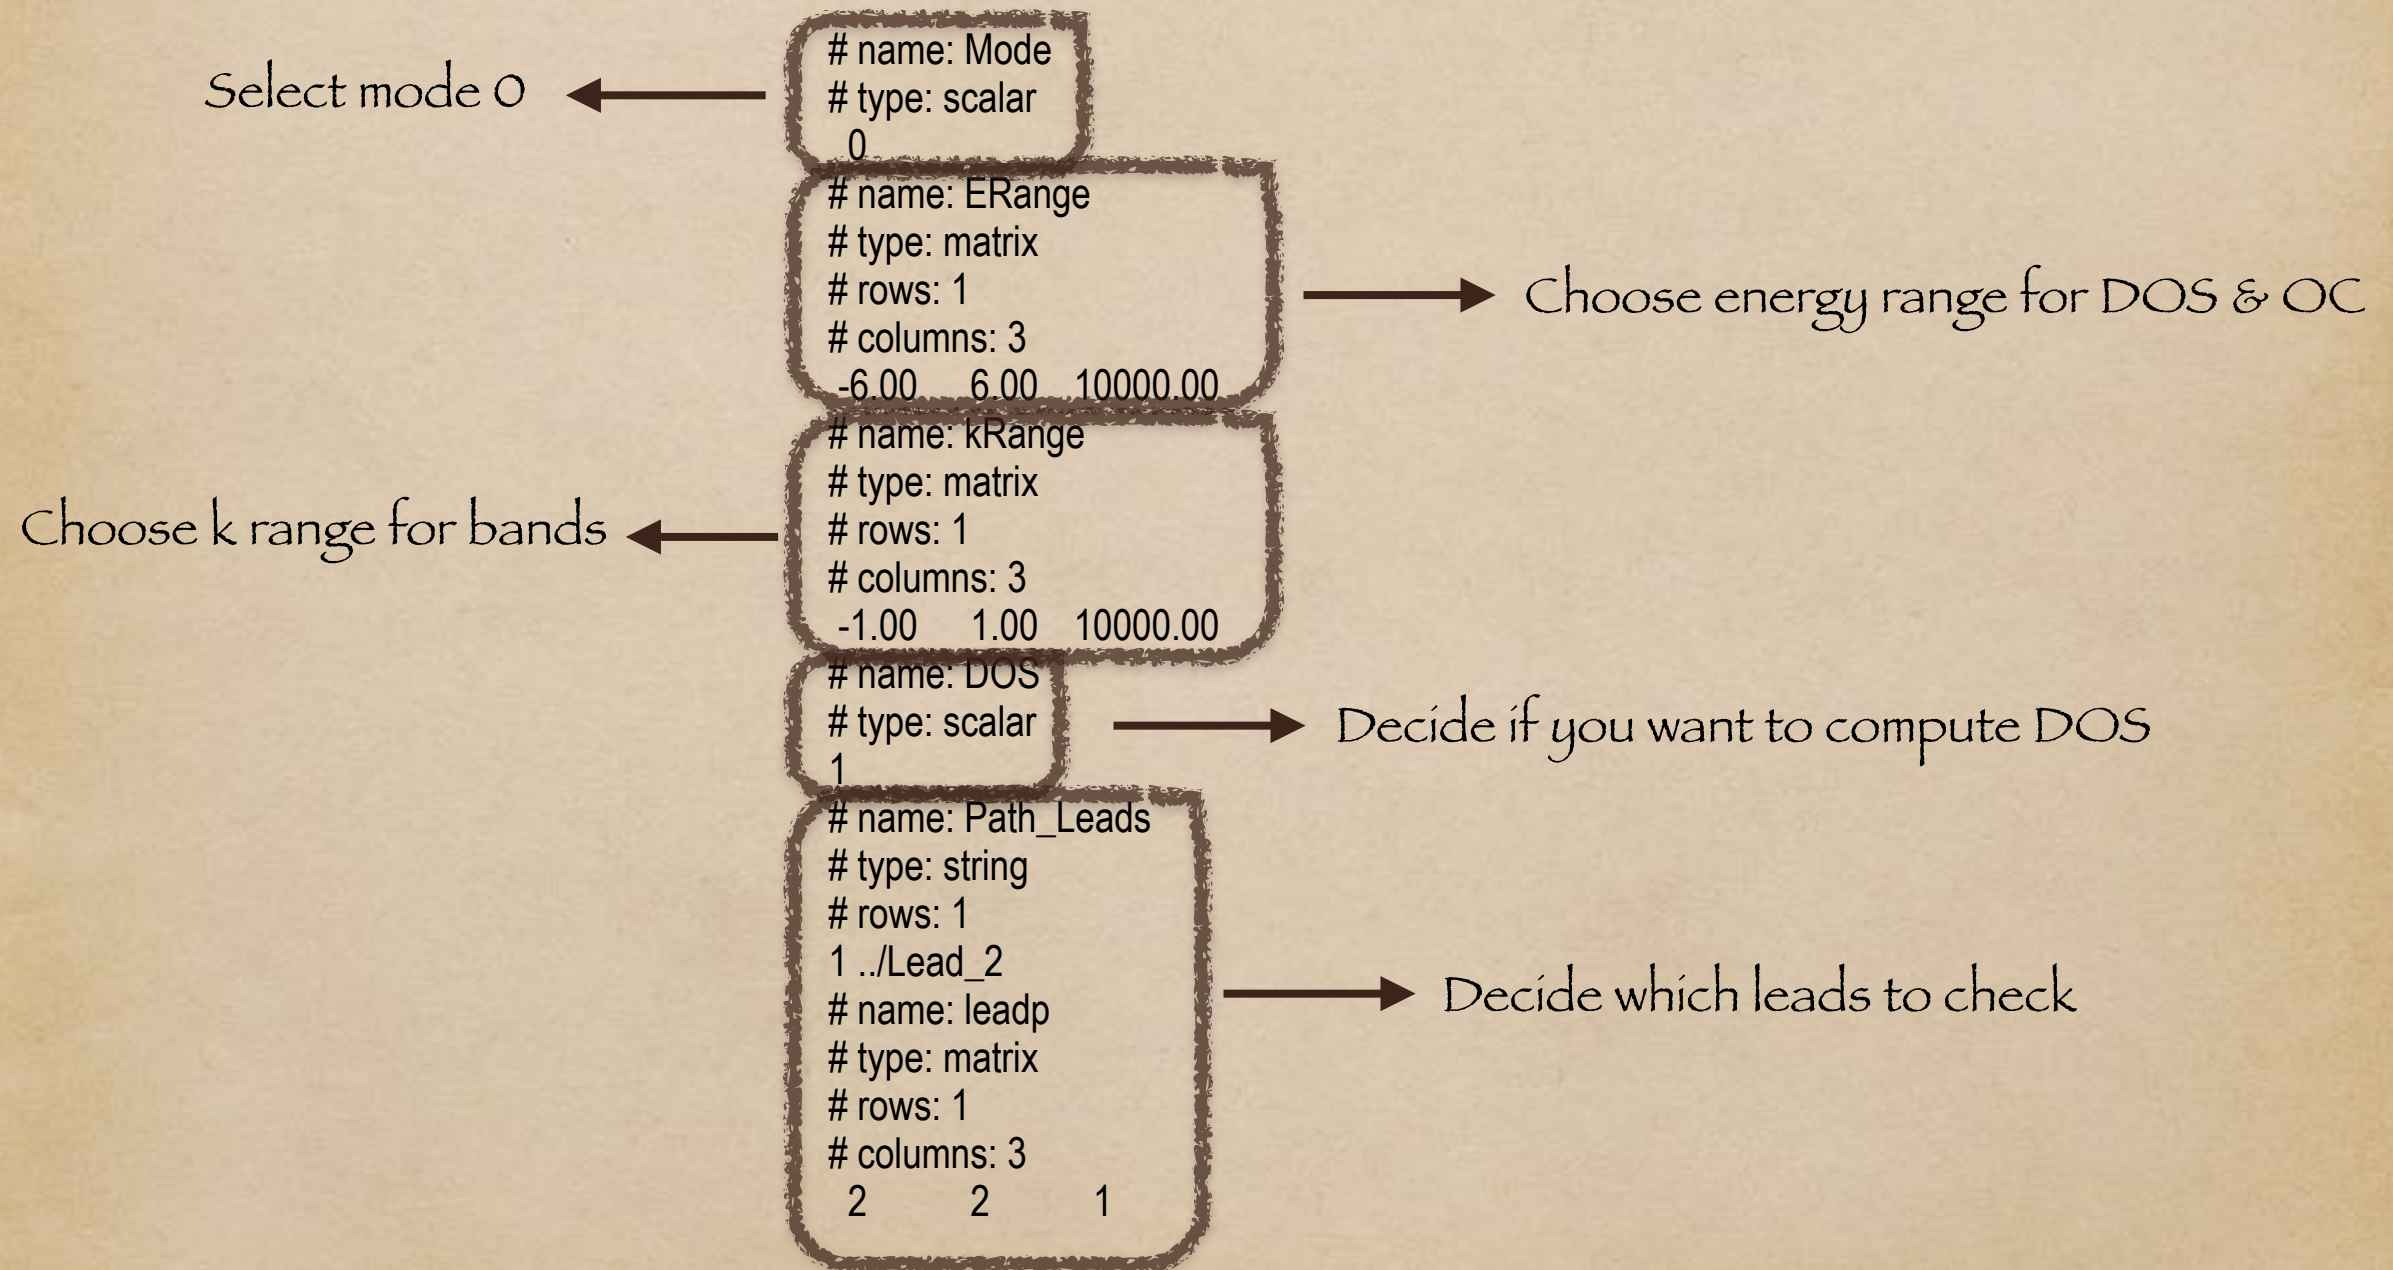 Select mode 0
# name: Mode
# type: scalar
0
# name: ERange
# type: matrix
# rows: 1
# columns: 3
-6.00 6.00 10000.00
Choose energy range for DOS & OC
# name: kRange
# type: matrix
# rows: 1
# columns: 3
-1.00 1.00 10000.00
Choose k range for bands
# name: DOS
# type: scalar
1
Decide if you want to compute DOS
# name: Path_Leads
# type: string
# rows: 1
1 ../Lead_2
# name: leadp
# type: matrix
# rows: 1
# columns: 3
2 2 1
Decide which leads to check